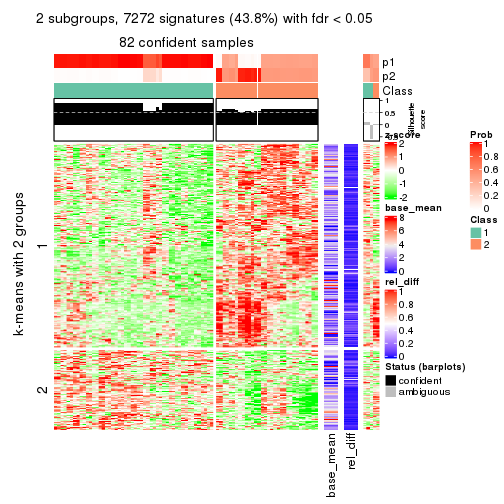 2 subgroups, 7272 signatures (43.8%) with fdr < 0.05
82 confident samples
p1
p2
Class
1
0.5
0
-0.5
Silhouette
score
k-means with 2 groups
1
2
base_mean
rel_diff
z-score
2
1
0
-1
-2
base_mean
8
6
4
2
0
rel_diff
1
0.8
0.6
0.4
0.2
0
Status (barplots)
confident
ambiguous
Prob
1
0.8
0.6
0.4
0.2
0
Class
1
2